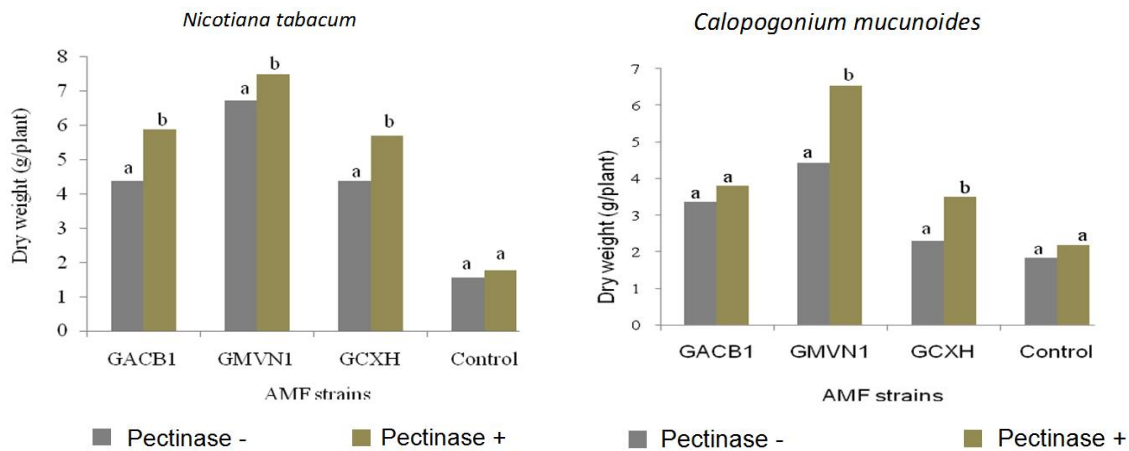 Nicotiana tabacum
Dry weight (g/plant)
8
7
6
5
4
3
2
1
0
a b
a b
a b
a a
GACB1 GMVN1 GCXH Control
AMF strains
Pectinase - Pectinase +
Calopogonium mucunoides
Dry weight (g/plant)
7
6
5
4
3
2
1
0
a a
a b
a b
a a
GACB1 GMVN1 GCXH Control
AMF strains
Pectinase - Pectinase +